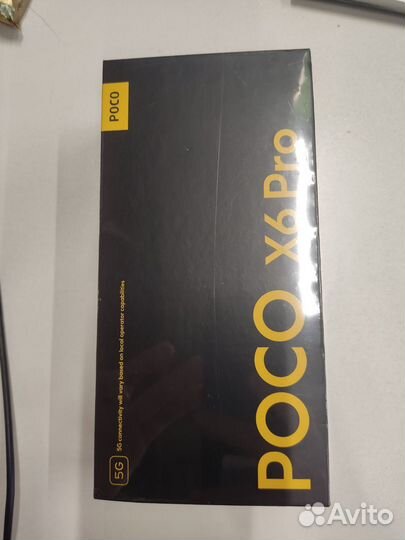 POCO
POCO X6 Pro
5G
5G connectivity will vary based on local operator capabilities
Avito